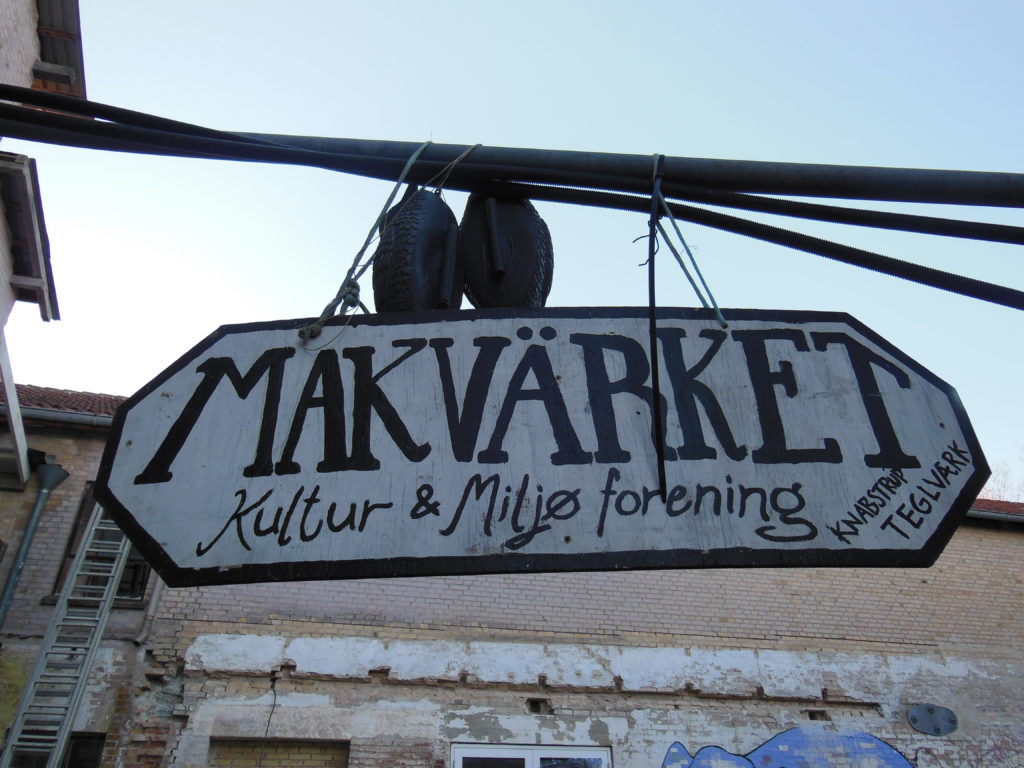 MAKVÄRKET
Kultur & Miljø forening
KNABSTRUP
TEGLVÆRK